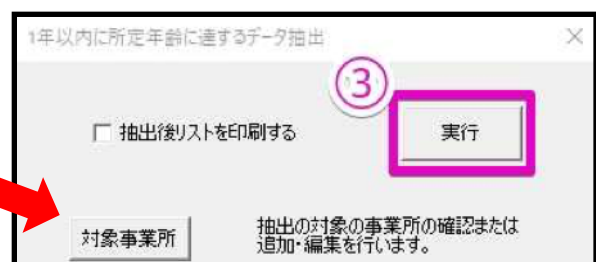 1年以内に所定年齢に達するデータ抽出
③
抽出後リストを印刷する
実行
対象事業所
抽出の対象の事業所の確認または
追加・編集を行います。